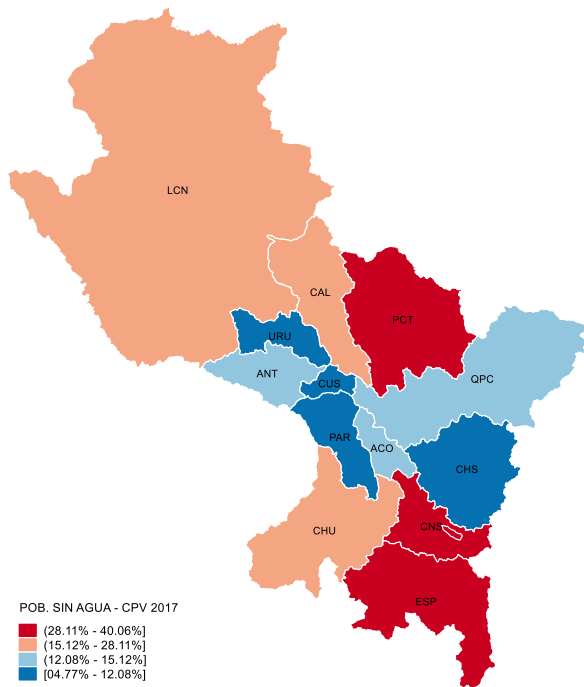 LCN
CAL
PCT
URU
ANT
QPC
CUS
PAR
ACO
CHS
CHU
CNS
ESP
POB. SIN AGUA - CPV 2017
(28.11% - 40.06%]
(15.12% - 28.11%]
(12.08% - 15.12%]
[04.77% - 12.08%]